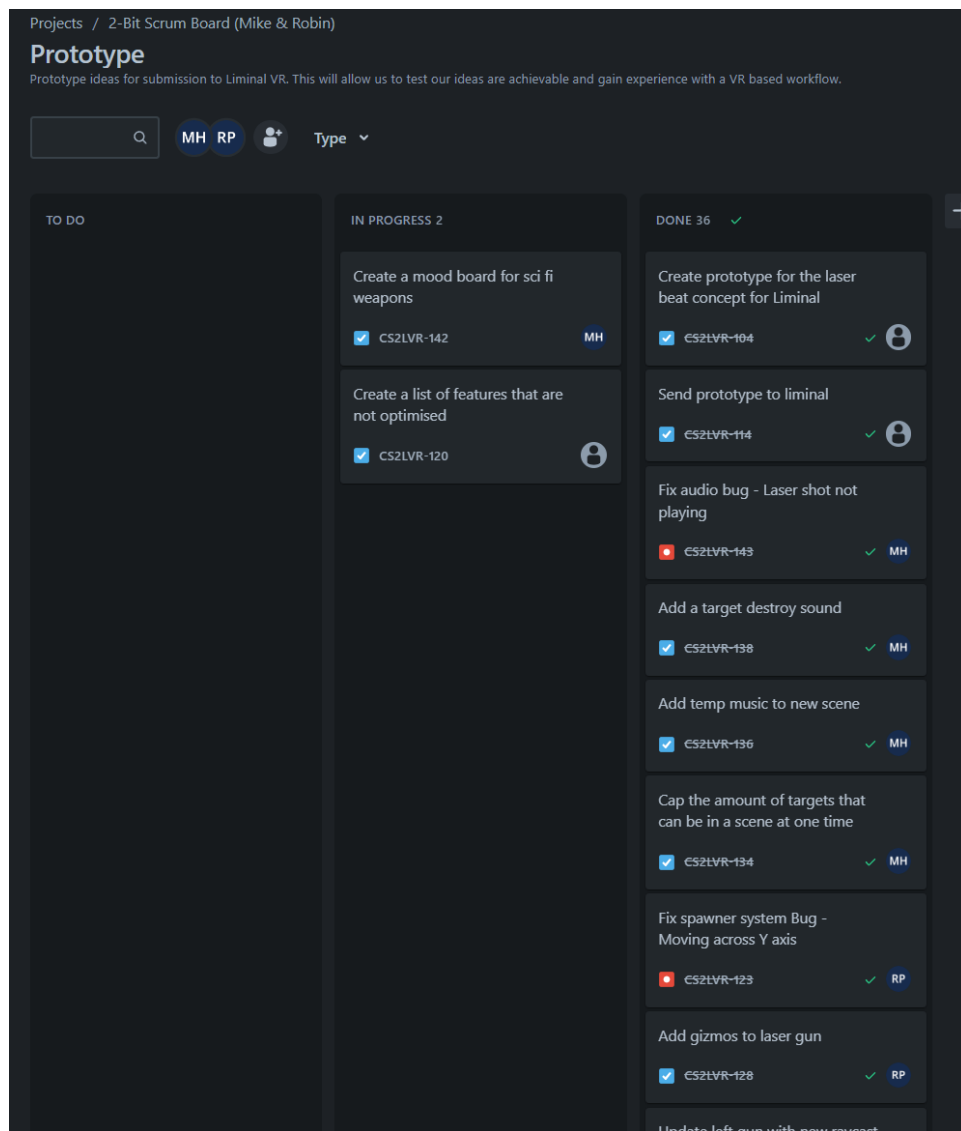 Projects / 2-Bit Scrum Board (Mike & Robin)
Prototype
Prototype ideas for submission to Liminal VR. This will allow us to test our ideas are achievable and gain experience with a VR based workflow.
MH RP Type
TO DO
IN PROGRESS 2
Create a mood board for sci fi
weapons
CS2LVR-142 MH
Create a list of features that are
not optimised
CS2LVR-120
DONE 36
Create prototype for the laser
beat concept for Liminal
CS2LVR-104
Send prototype to liminal
CS2LVR-114
Fix audio bug - Laser shot not
playing
CS2LVR-143 MH
Add a target destroy sound
CS2LVR-138 MH
Add temp music to new scene
CS2LVR-136 MH
Cap the amount of targets that
can be in a scene at one time
CS2LVR-134 MH
Fix spawner system Bug -
Moving across Y axis
CS2LVR-123 RP
Add gizmos to laser gun
CS2LVR-128 RP
Update left gun with new raycast